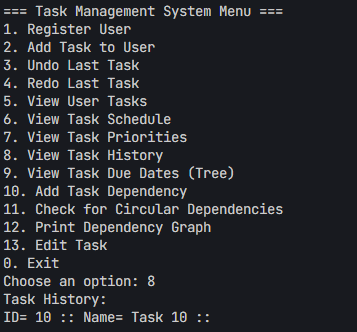 === Task Management System Menu ===
1. Register User
2. Add Task to User
3. Undo Last Task
4. Redo Last Task
5. View User Tasks
6. View Task Schedule
7. View Task Priorities
8. View Task History
9. View Task Due Dates (Tree)
10. Add Task Dependency
11. Check for Circular Dependencies
12. Print Dependency Graph
13. Edit Task
0. Exit
Choose an option: 8
Task History:
ID= 10 :: Name= Task 10 ::